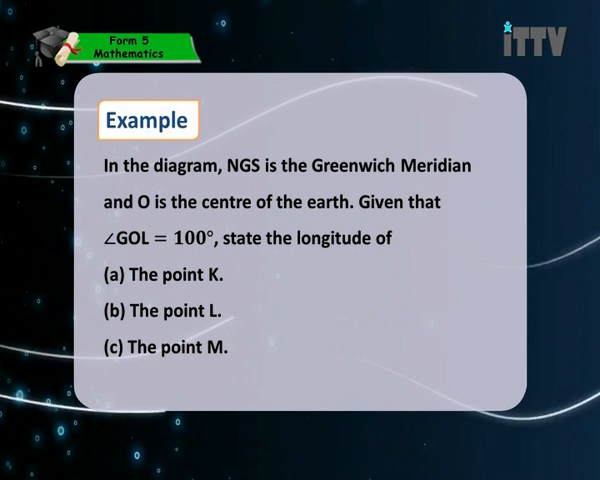 Form 5
Mathematics
iTTV
Example
In the diagram, NGS is the Greenwich Meridian
and O is the centre of the earth. Given that
∠GOL = 100°, state the longitude of
(a) The point K.
(b) The point L.
(c) The point M.